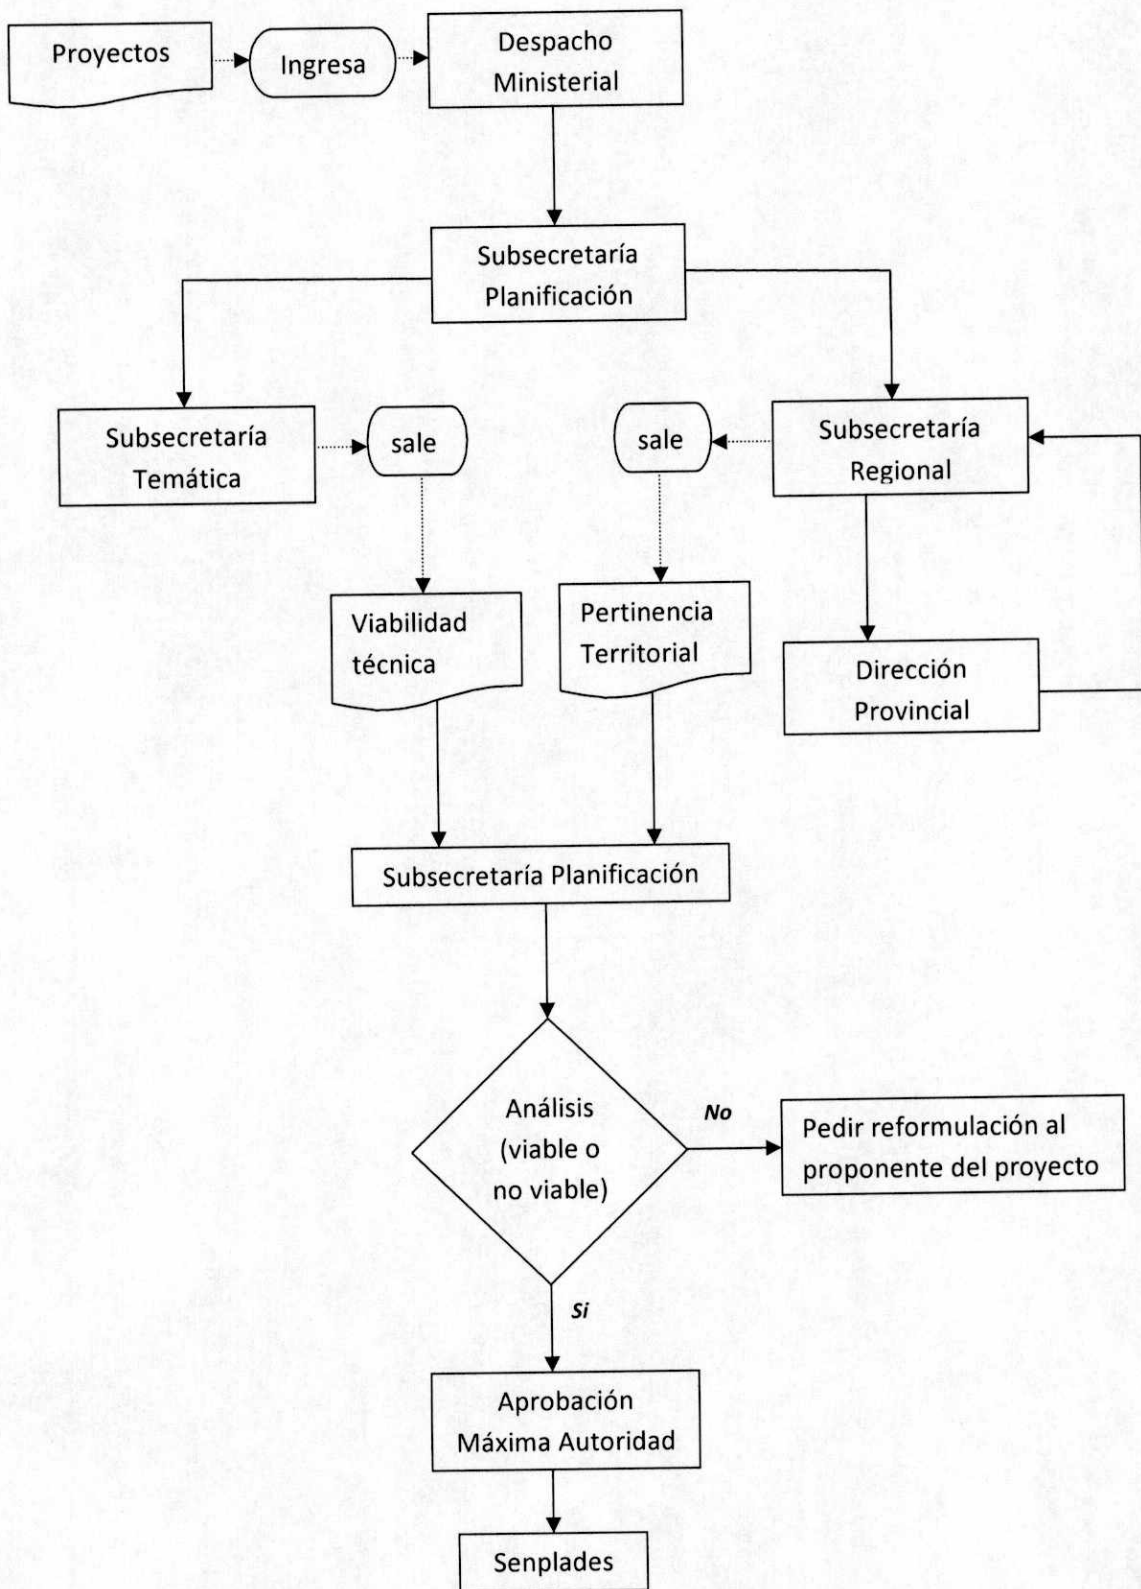 Proyectos
Ingresa
Despacho
Ministerial
Subsecretaría
Planificación
Subsecretaría
Temática
sale
sale
Subsecretaría
Regional
Viabilidad
técnica
Pertinencia
Territorial
Dirección
Provincial
Subsecretaría Planificación
Análisis
(viable o
no viable)
No
Pedir reformulación al
proponente del proyecto
Si
Aprobación
Máxima Autoridad
Senplades